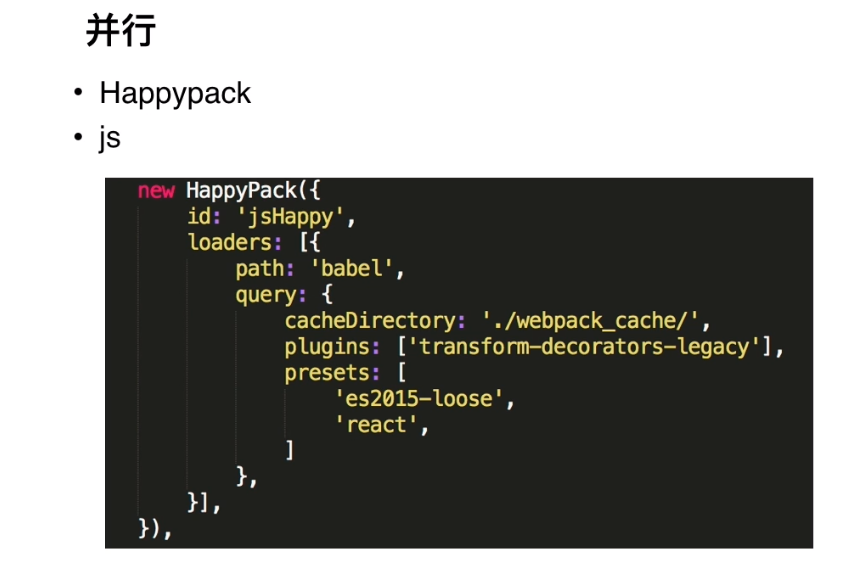 并行
• Happypack
• js
new HappyPack({
    id: 'jsHappy',
    loaders: [{
        path: 'babel',
        query: {
            cacheDirectory: './webpack_cache/',
            plugins: ['transform-decorators-legacy'],
            presets: [
                'es2015-loose',
                'react',
            ]
        },
    }],
}),